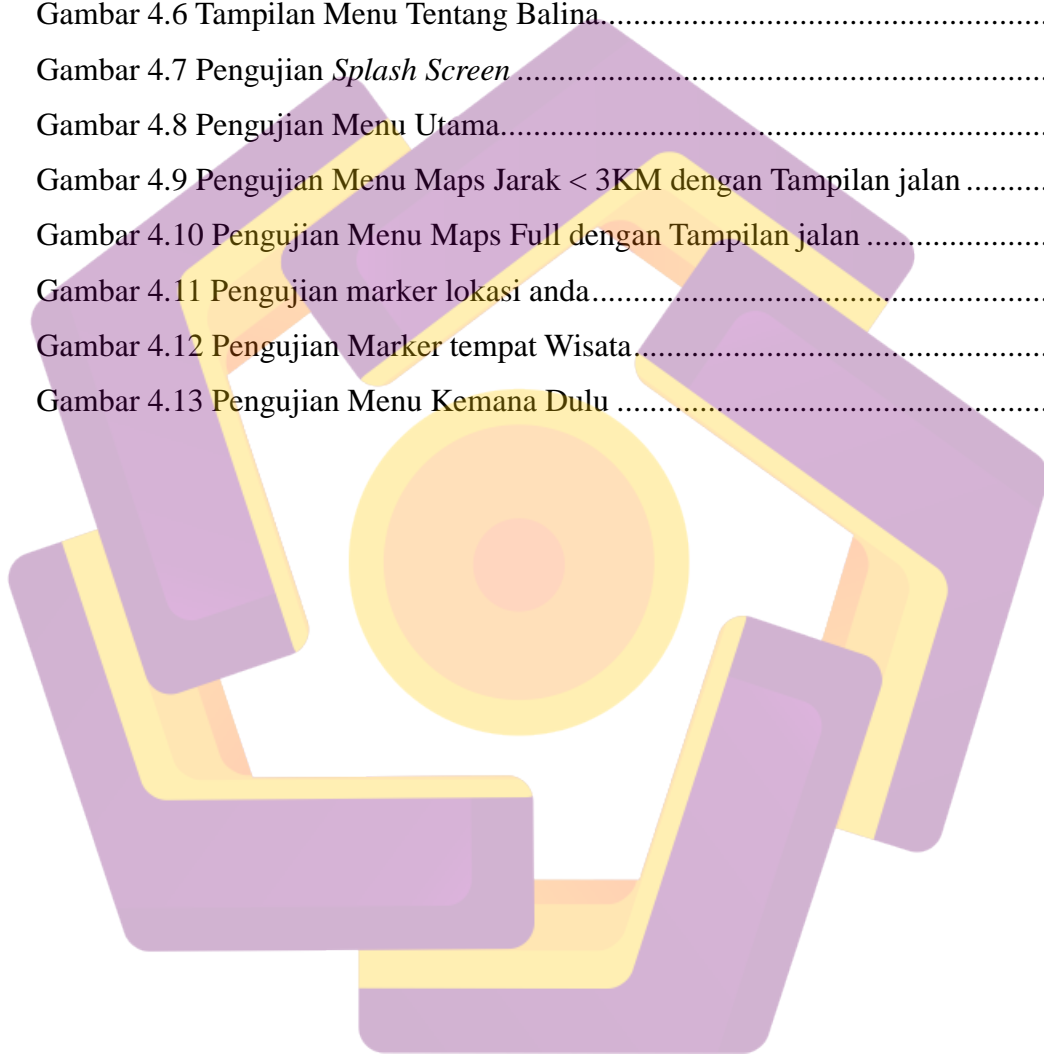 Gambar 4.6 Tampilan Menu Tentang Balina........................................................
Gambar 4.7 Pengujian Splash Screen..................................................................
Gambar 4.8 Pengujian Menu Utama....................................................................
Gambar 4.9 Pengujian Menu Maps Jarak < 3KM dengan Tampilan jalan ..........
Gambar 4.10 Pengujian Menu Maps Full dengan Tampilan jalan ......................
Gambar 4.11 Pengujian marker lokasi anda.........................................................
Gambar 4.12 Pengujian Marker tempat Wisata....................................................
Gambar 4.13 Pengujian Menu Kemana Dulu ......................................................